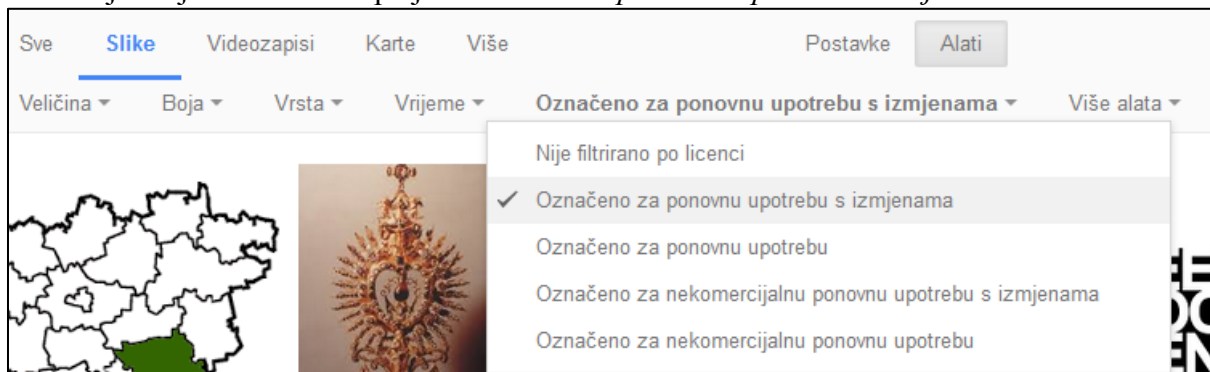 Sve Slike Videozapisi Karte Više Postavke Alati
Veličina Boja Vrsta Vrijeme Označeno za ponovnu upotrebu s izmjenama Više alata
Nije filtrirano po licenci
Označeno za ponovnu upotrebu s izmjenama
Označeno za ponovnu upotrebu
Označeno za nekomercijalnu ponovnu upotrebu s izmjenama
Označeno za nekomercijalnu ponovnu upotrebu